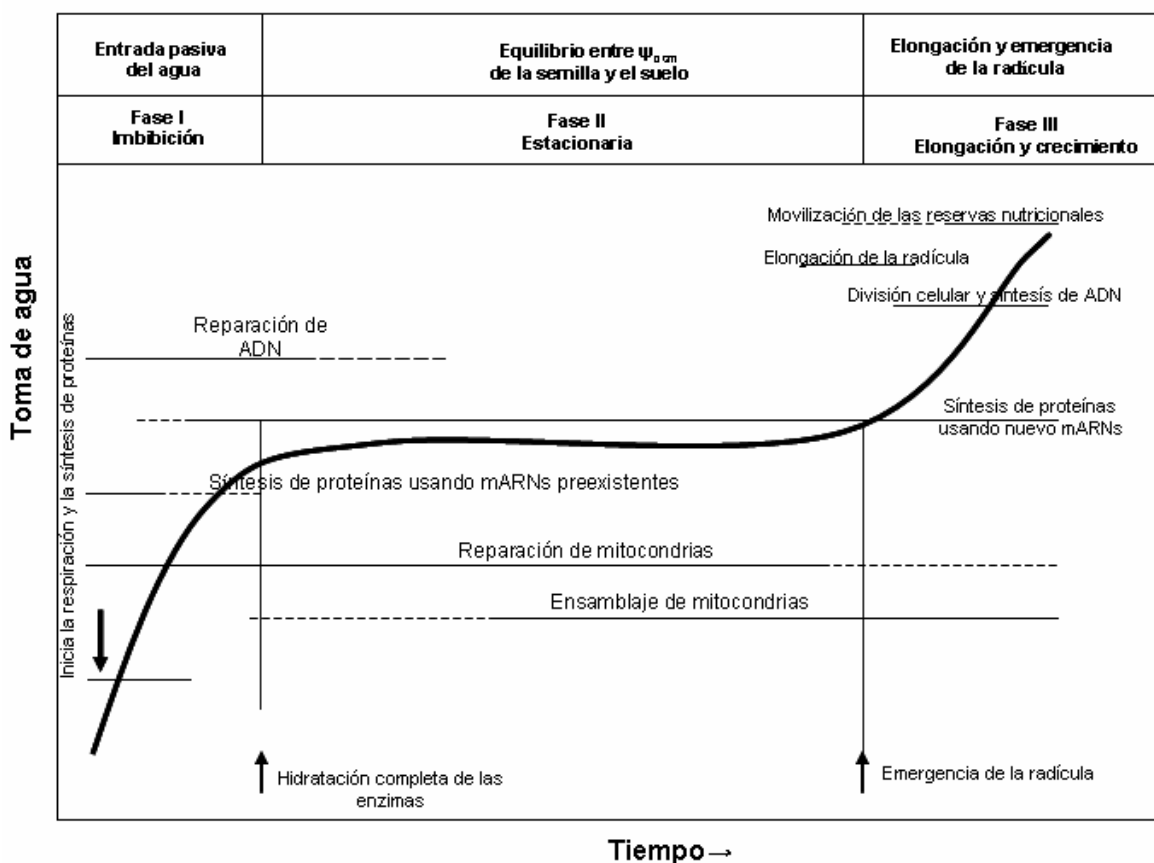 Entrada pasiva
del agua
Equilibrio entre ψosm
de la semilla y el suelo
Elongación y emergencia
de la radícula
Fase I
Imbibición
Fase II
Estacionaria
Fase III
Elongación y crecimiento
Toma de agua
Inicia la respiración y la síntesis de proteínas
Movilización de las reservas nutricionales
Elongación de la radícula
División celular y síntesís de ADN
Reparación de
ADN
Síntesis de proteínas
usando nuevo mARNs
Síntesis de proteínas usando mARNs preexistentes
Reparación de mitocondrias
Ensamblaje de mitocondrias
Hidratación completa de las
enzimas
Emergencia de la radícula
Tiempo→